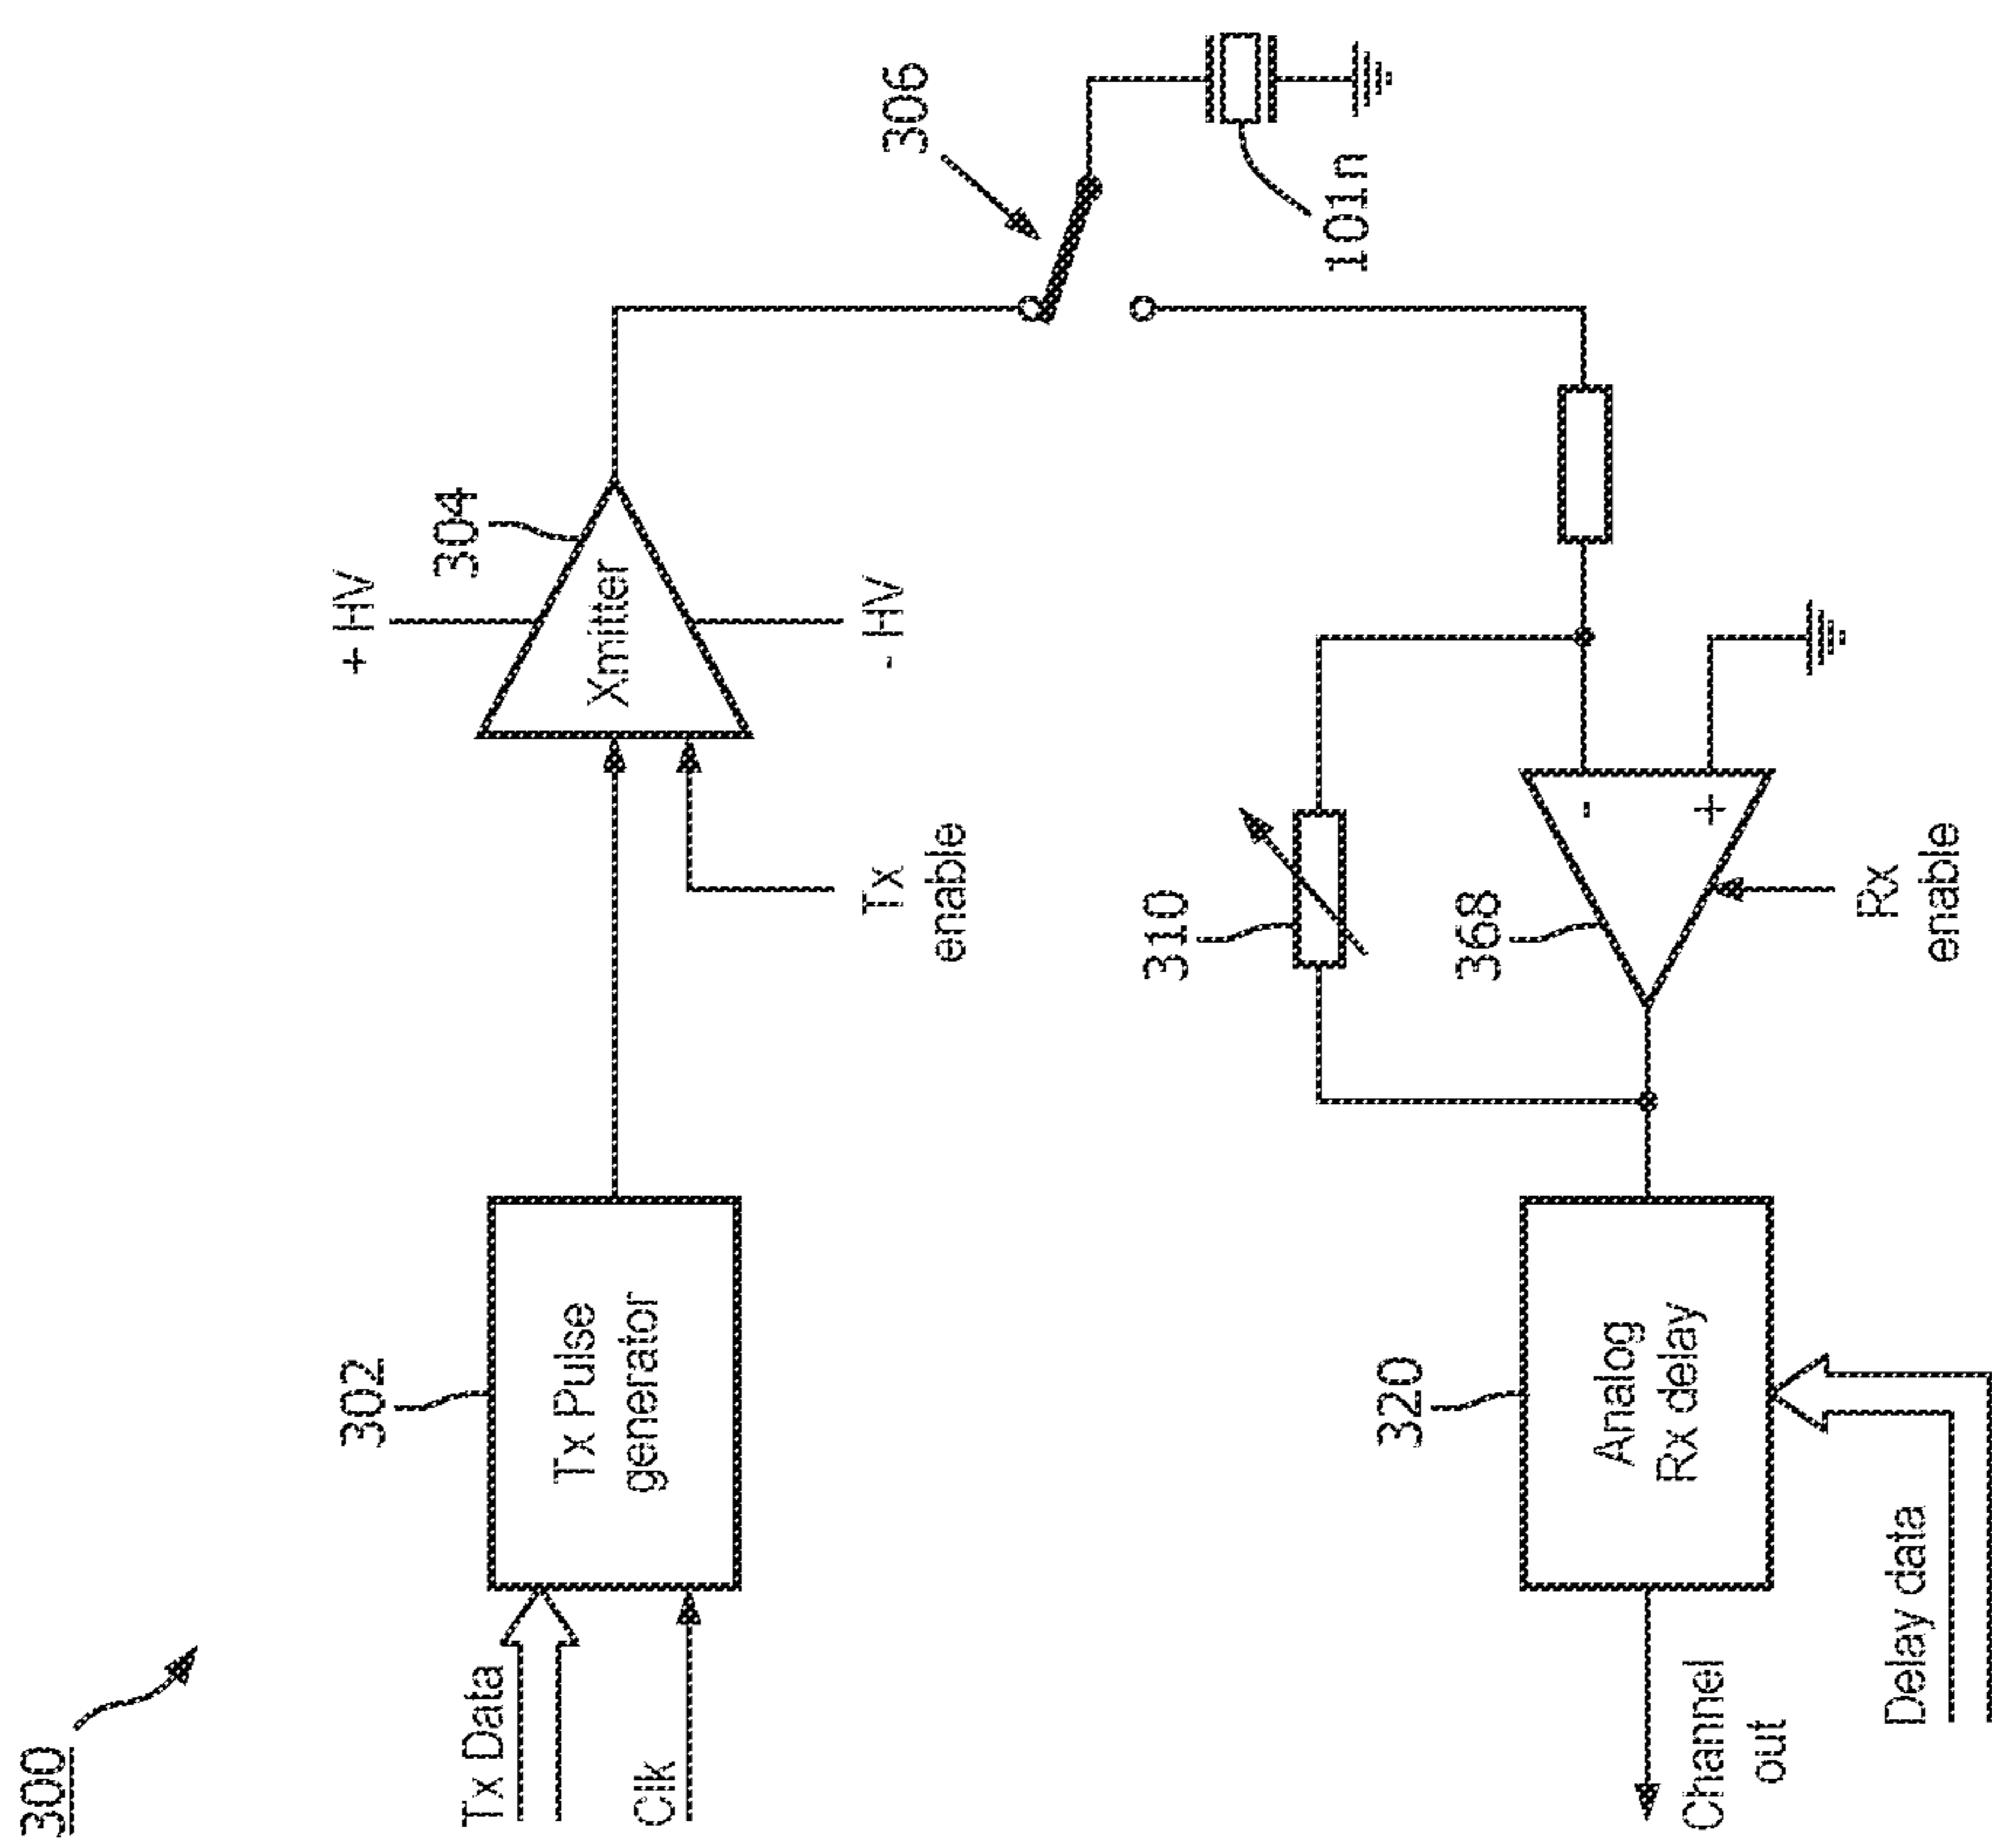 300
Tx Data
Clk
302
Tx Pulse
generator
+ HV
304
Xmitter
- HV
Tx
enable
306
101n
310
368
-
+
Rx
enable
320
Analog
Rx delay
Channel
out
Delay data